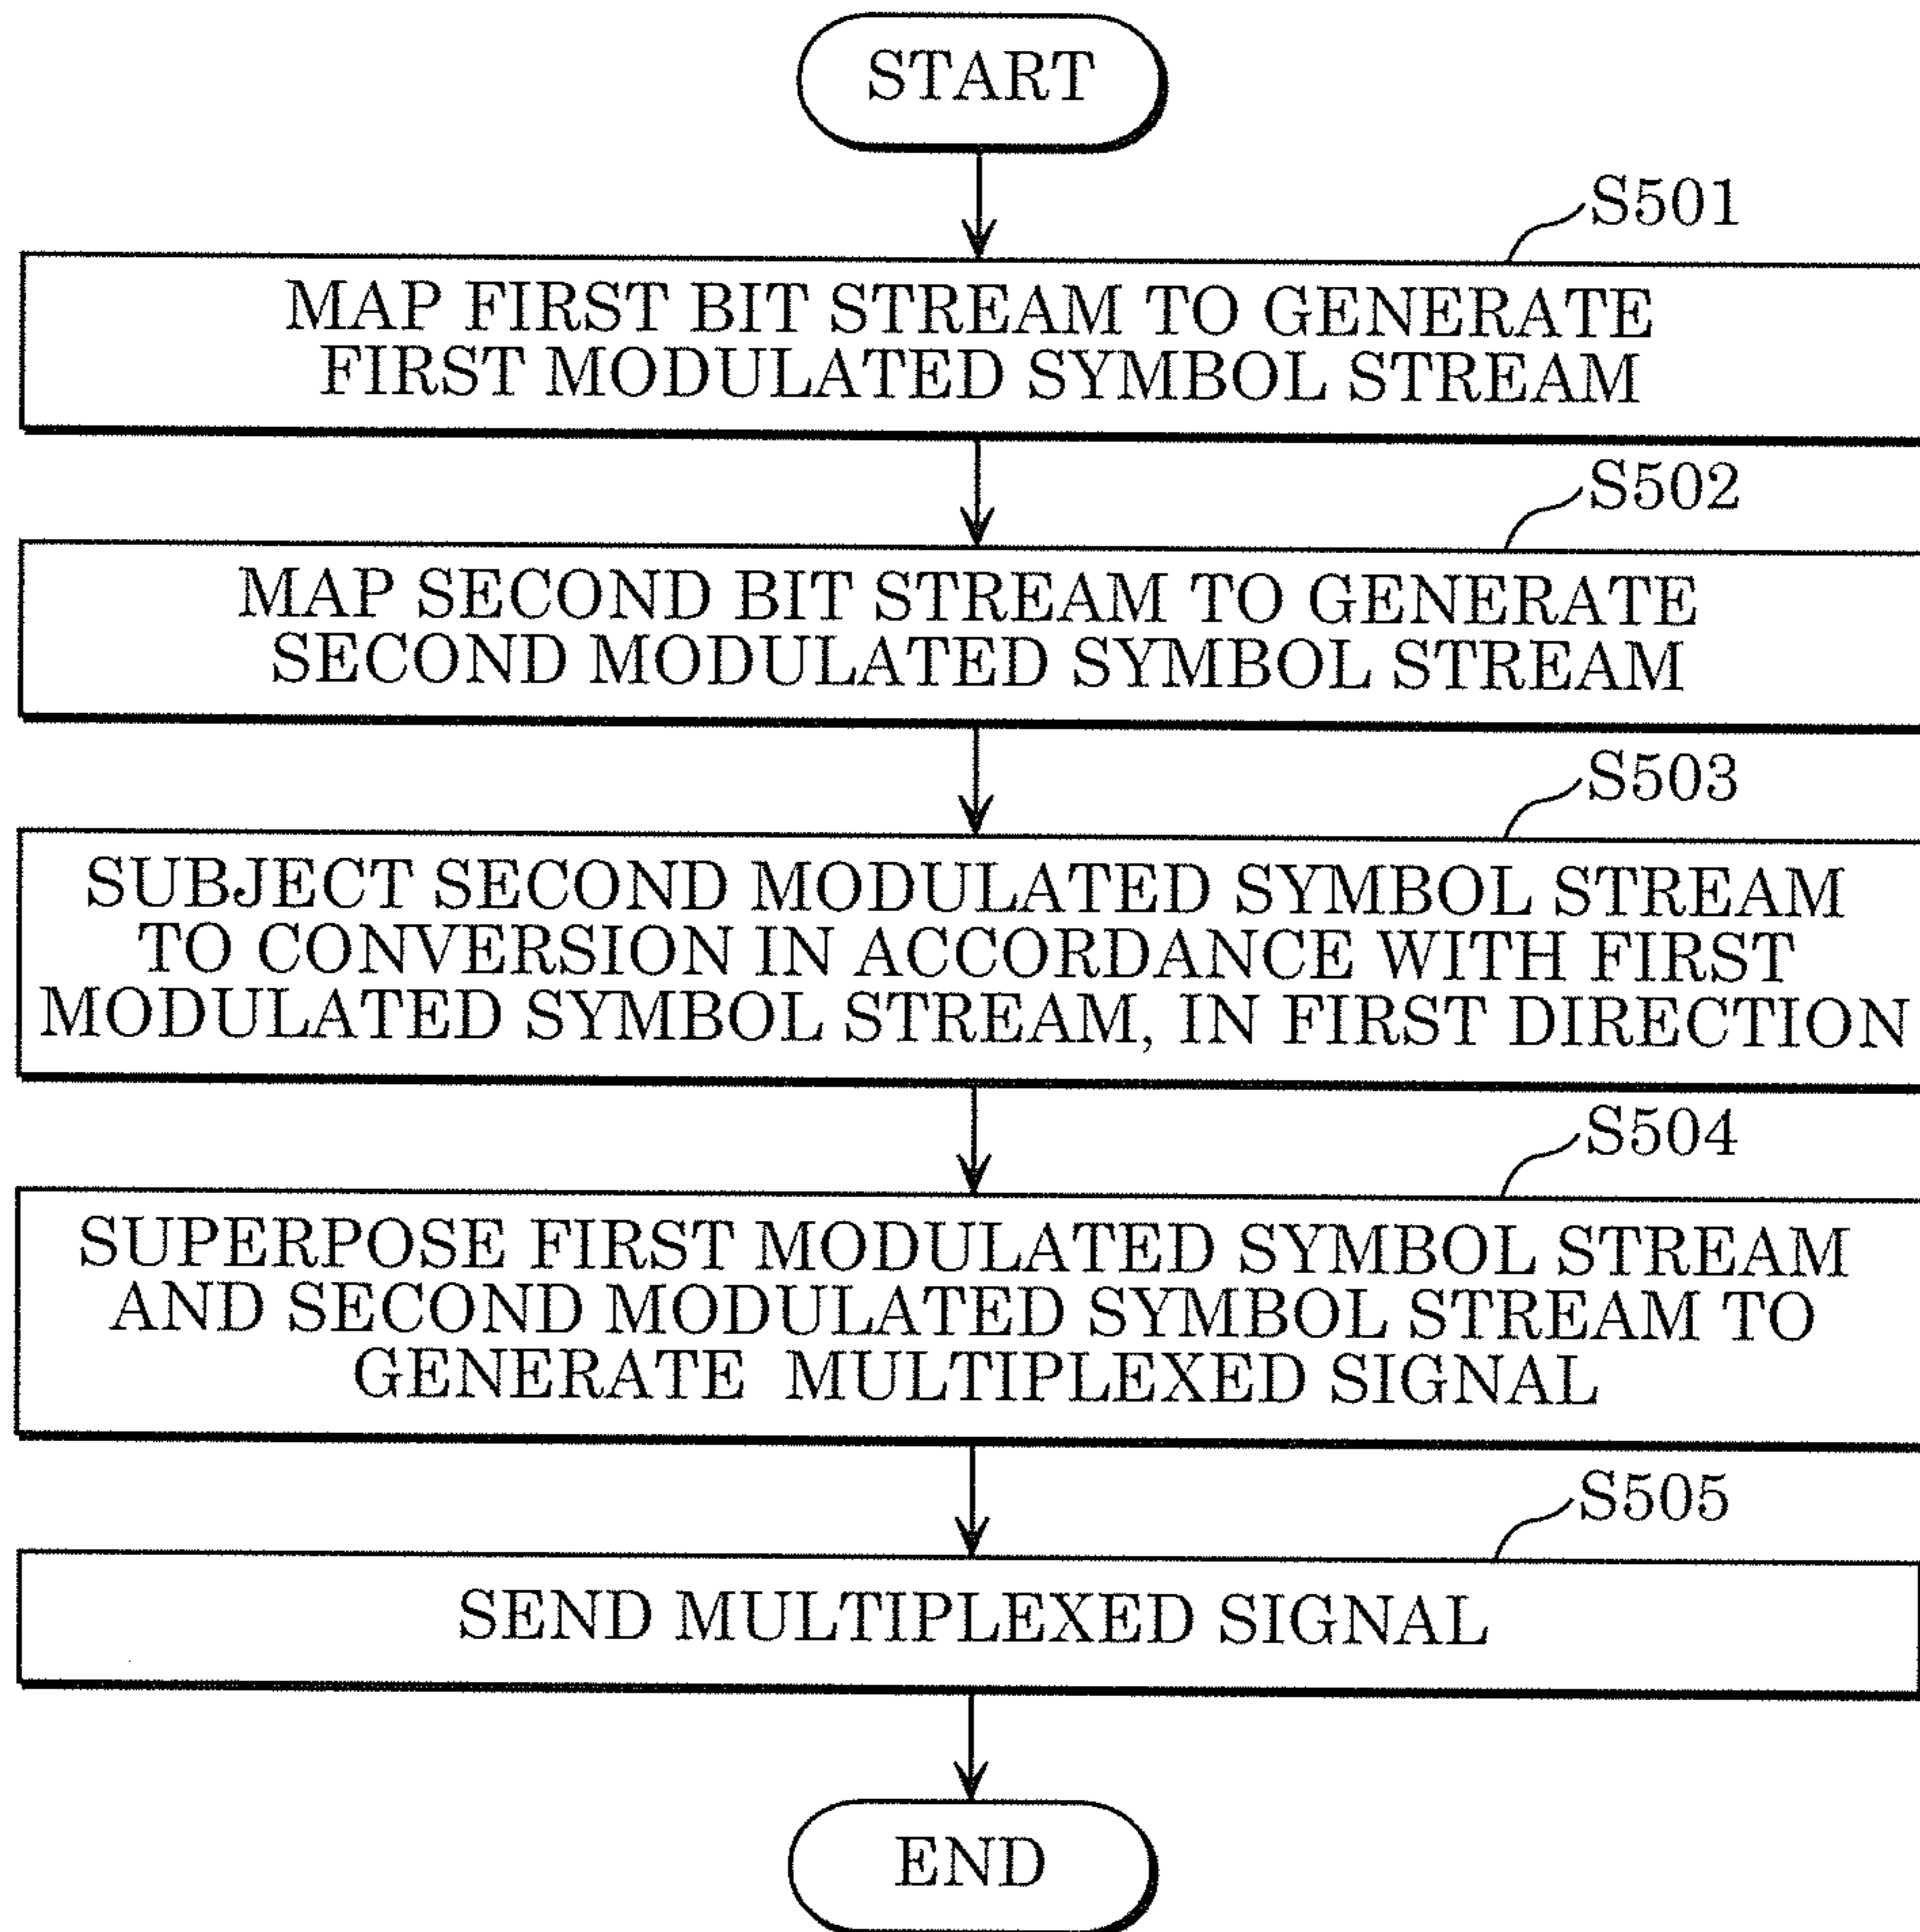 START
S501
MAP FIRST BIT STREAM TO GENERATE
FIRST MODULATED SYMBOL STREAM
S502
MAP SECOND BIT STREAM TO GENERATE
SECOND MODULATED SYMBOL STREAM
S503
SUBJECT SECOND MODULATED SYMBOL STREAM
TO CONVERSION IN ACCORDANCE WITH FIRST
MODULATED SYMBOL STREAM, IN FIRST DIRECTION
S504
SUPERPOSE FIRST MODULATED SYMBOL STREAM
AND SECOND MODULATED SYMBOL STREAM TO
GENERATE MULTIPLEXED SIGNAL
S505
SEND MULTIPLEXED SIGNAL
END